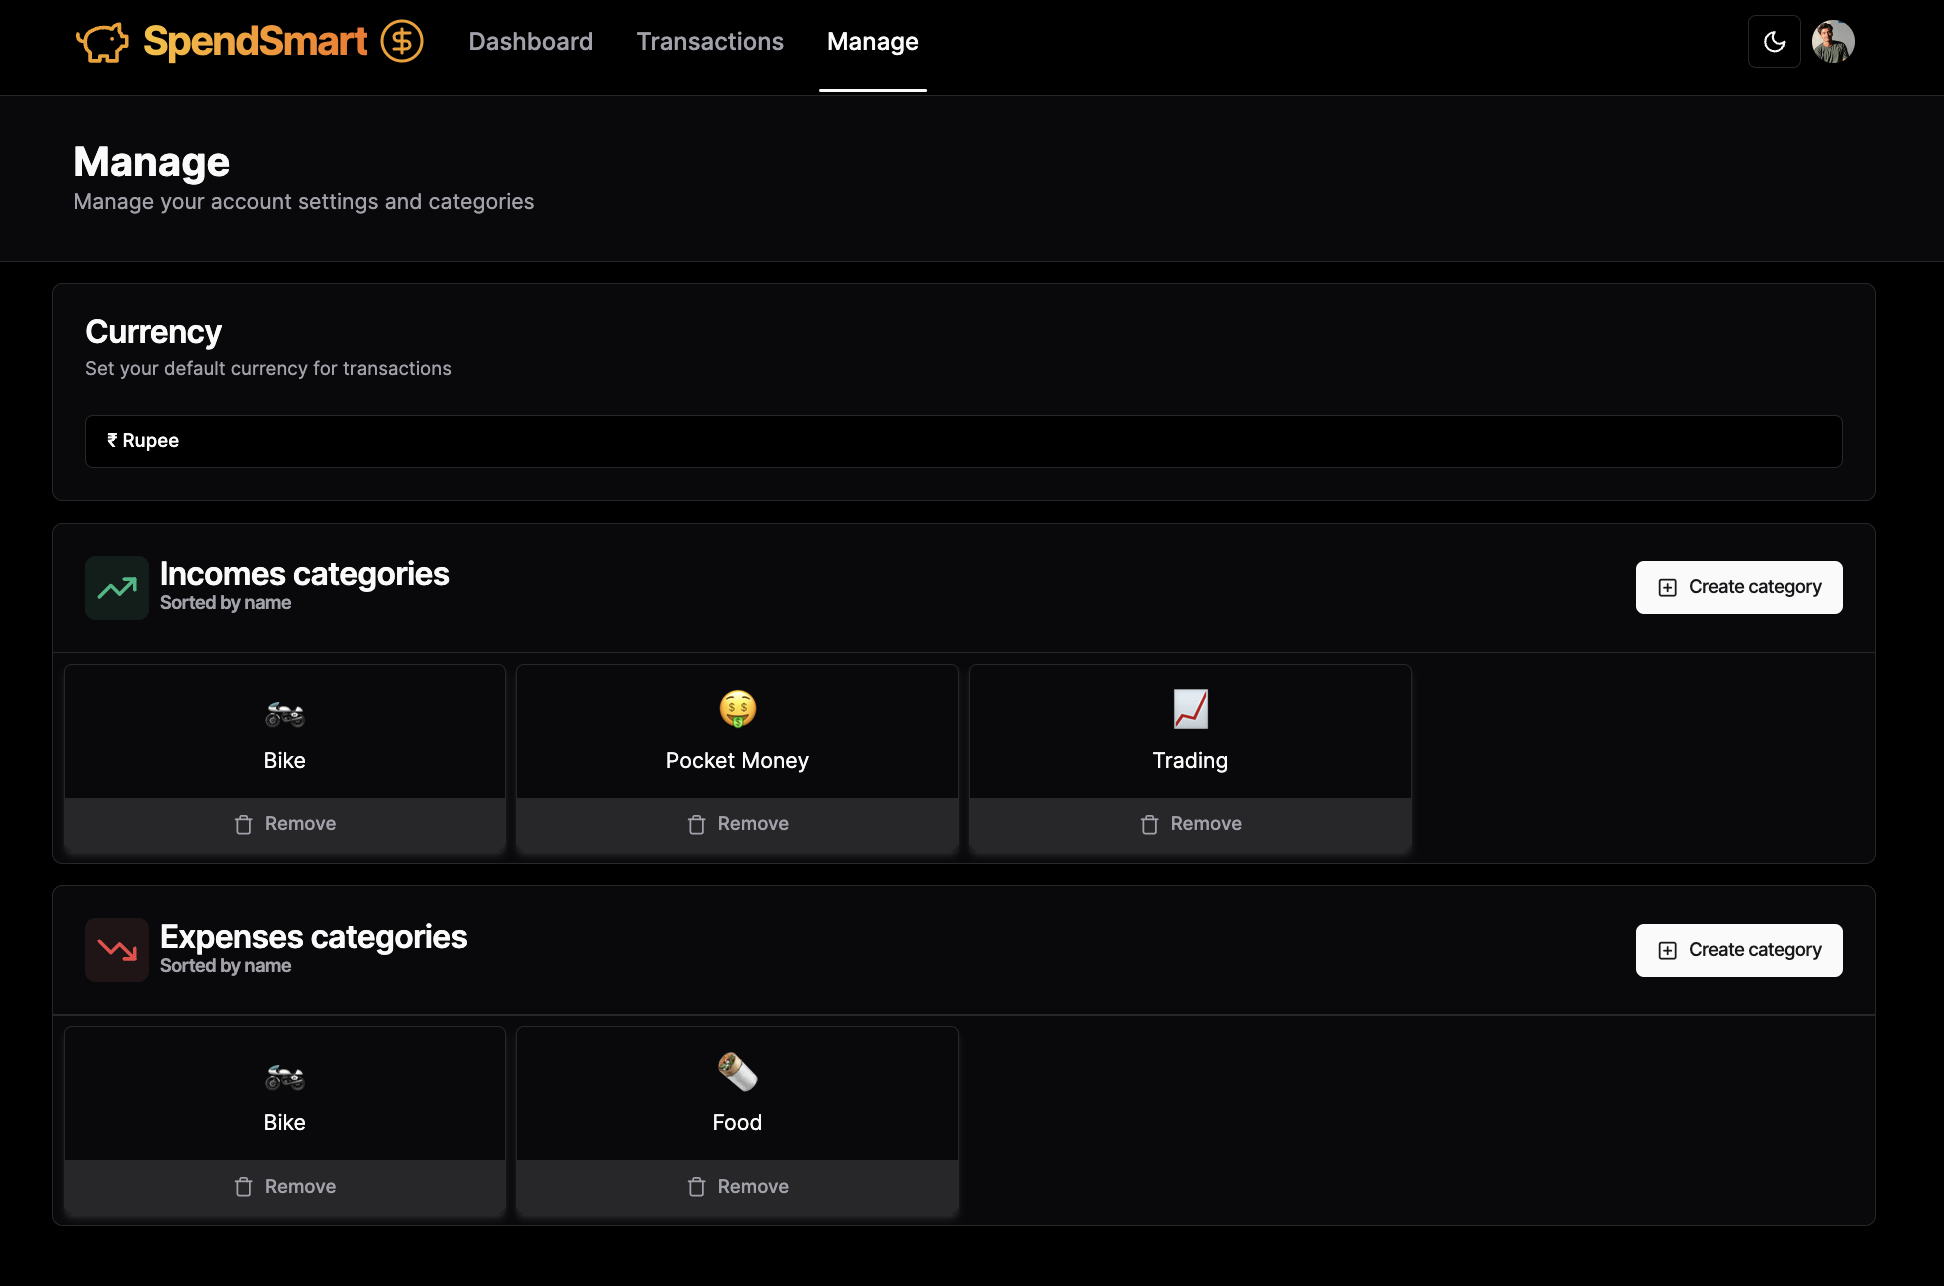 SpendSmart
Dashboard
Transactions
Manage
Manage
Manage your account settings and categories
Currency
Set your default currency for transactions
₹ Rupee
Incomes categories
Sorted by name
Create category
Bike
Pocket Money
Trading
Remove
Remove
Remove
Expenses categories
Sorted by name
Create category
Bike
Food
Remove
Remove